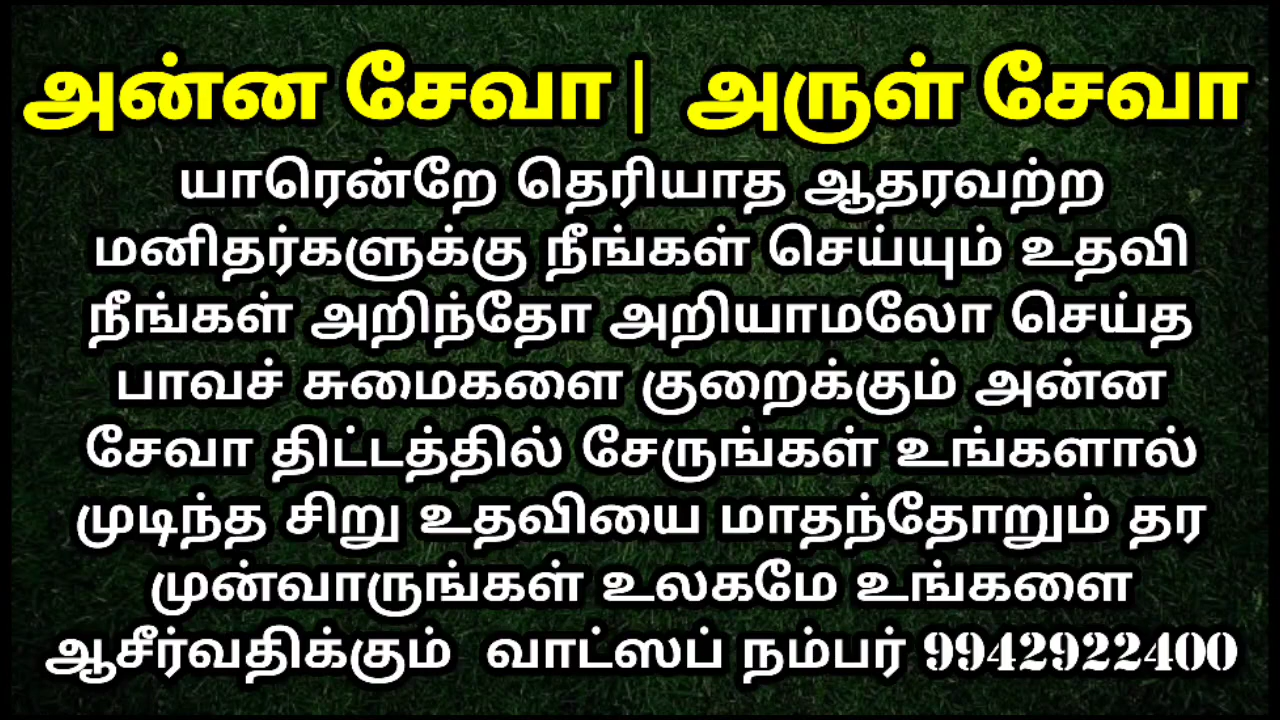 அன்ன சேவா | அருள் சேவா
யாரென்றே தெரியாத ஆதரவற்ற
மனிதர்களுக்கு நீங்கள் செய்யும் உதவி
நீங்கள் அறிந்தோ அறியாமலோ செய்த
பாவச் சுமைகளை குறைக்கும் அன்ன
சேவா திட்டத்தில் சேருங்கள் உங்களால்
முடிந்த சிறு உதவியை மாதந்தோறும் தர
முன்வாருங்கள் உலகமே உங்களை
ஆசீர்வதிக்கும் வாட்ஸப் நம்பர் 9942922400